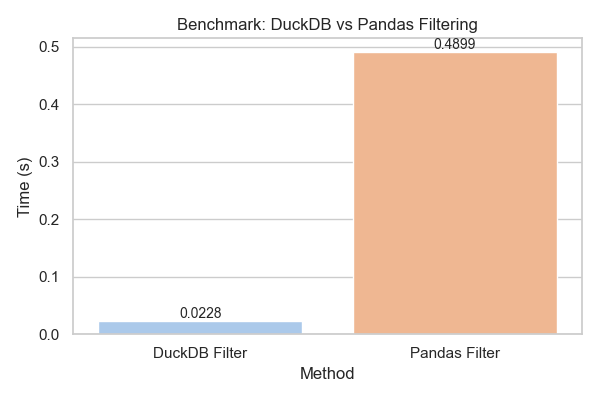 Benchmark: DuckDB vs Pandas Filtering
0.5
0.4899
0.4
0.3
Time (s)
0.2
0.1
0.0228
0.0
DuckDB Filter
Pandas Filter
Method